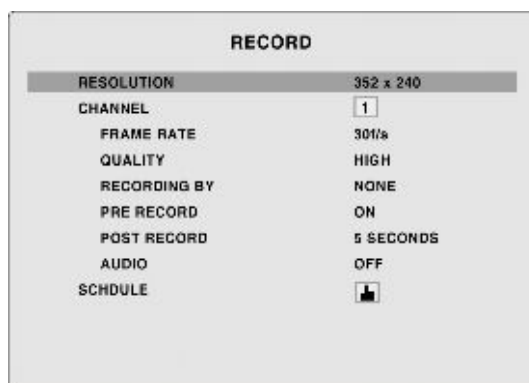 RECORD
RESOLUTION 352 x 240
CHANNEL 1
FRAME RATE 30f/s
QUALITY HIGH
RECORDING BY NONE
PRE RECORD ON
POST RECORD 5 SECONDS
AUDIO OFF
SCHDULE